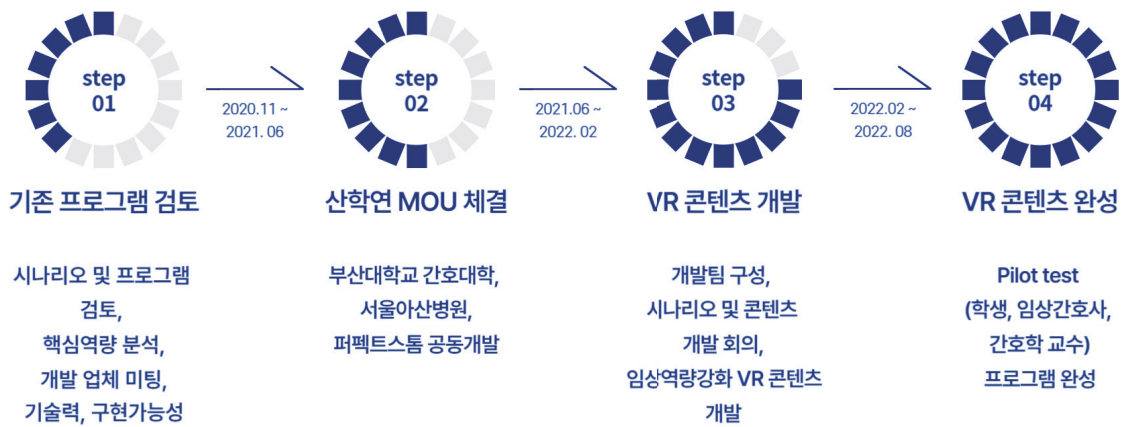 step
01
2020.11 ~
2021. 06
step
02
2021.06 ~
2022. 02
step
03
2022.02 ~
2022. 08
step
04
기존 프로그램 검토
시나리오 및 프로그램
검토,
핵심역량 분석,
개발 업체 미팅,
기술력, 구현가능성
산학연 MOU 체결
부산대학교 간호대학,
서울아산병원,
퍼펙트스톰 공동개발
VR 콘텐츠 개발
개발팀 구성,
시나리오 및 콘텐츠
개발 회의,
임상역량강화 VR 콘텐츠
개발
VR 콘텐츠 완성
Pilot test
(학생, 임상간호사,
간호학 교수)
프로그램 완성